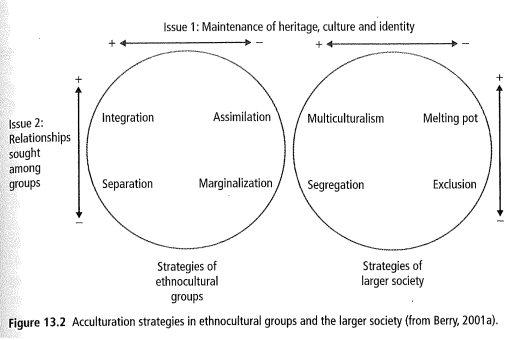 Issue 1: Maintenance of heritage, culture and identity
+ − + −
+ +
Integration Assimilation Multiculturalism Melting pot
Issue 2:
Relationships
sought
among
groups
Separation Marginalization Segregation Exclusion
− −
Strategies of
ethnocultural
groups
Strategies of
larger society
Figure 13.2 Acculturation strategies in ethnocultural groups and the larger society (from Berry, 2001a).